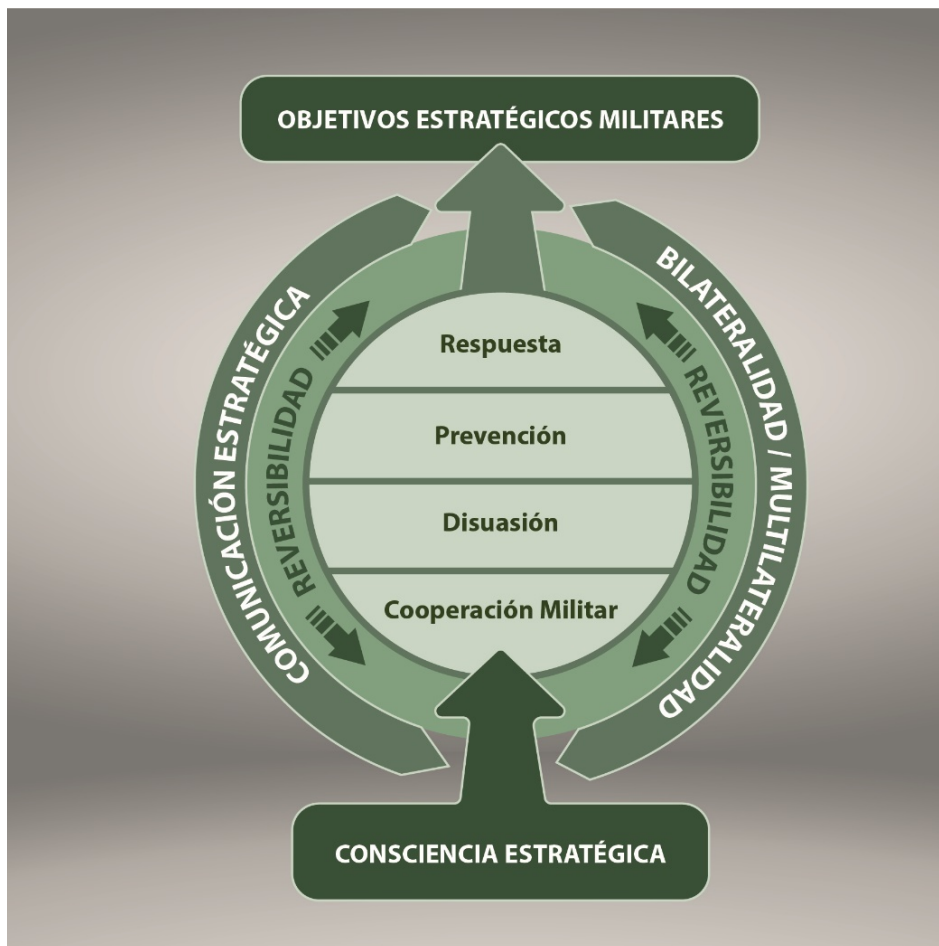 OBJETIVOS ESTRATÉGICOS MILITARES
COMUNICACIÓN ESTRATÉGICA
REVERSIBILIDAD
Respuesta
Prevención
Disuasión
Cooperación Militar
REVERSIBILIDAD
BILATERALIDAD / MULTILATERALIDAD
CONSCIENCIA ESTRATÉGICA